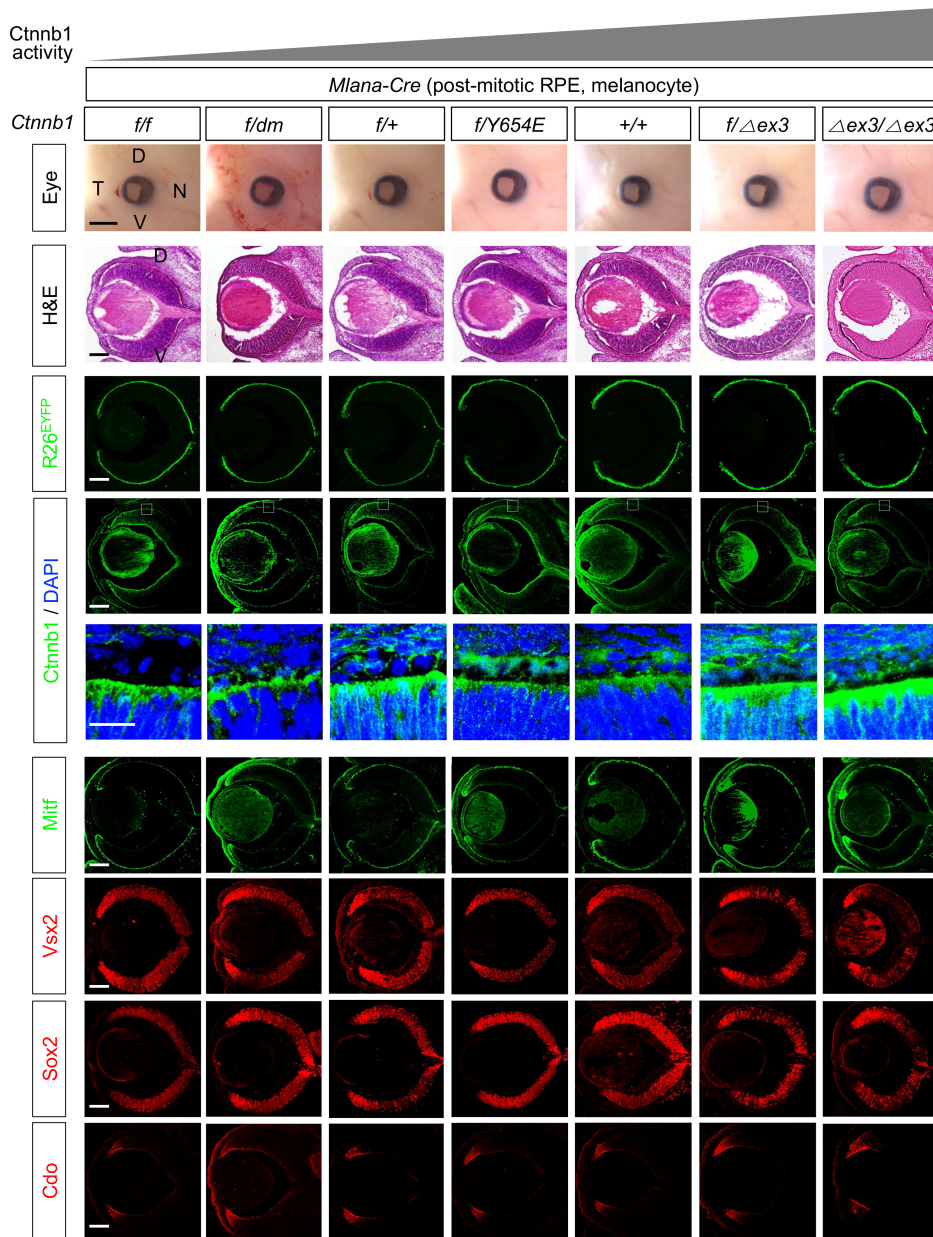 Ctnnb1
activity
Mlana-Cre (post-mitotic RPE, melanocyte)
Ctnnb1 f/f f/dm f/+ f/Y654E +/+ f/△ex3 △ex3/△ex3
Eye
D
T N
V
H&E
D
V
R26EYFP
Ctnnb1 / DAPI
Mitf
Vsx2
Sox2
Cdo